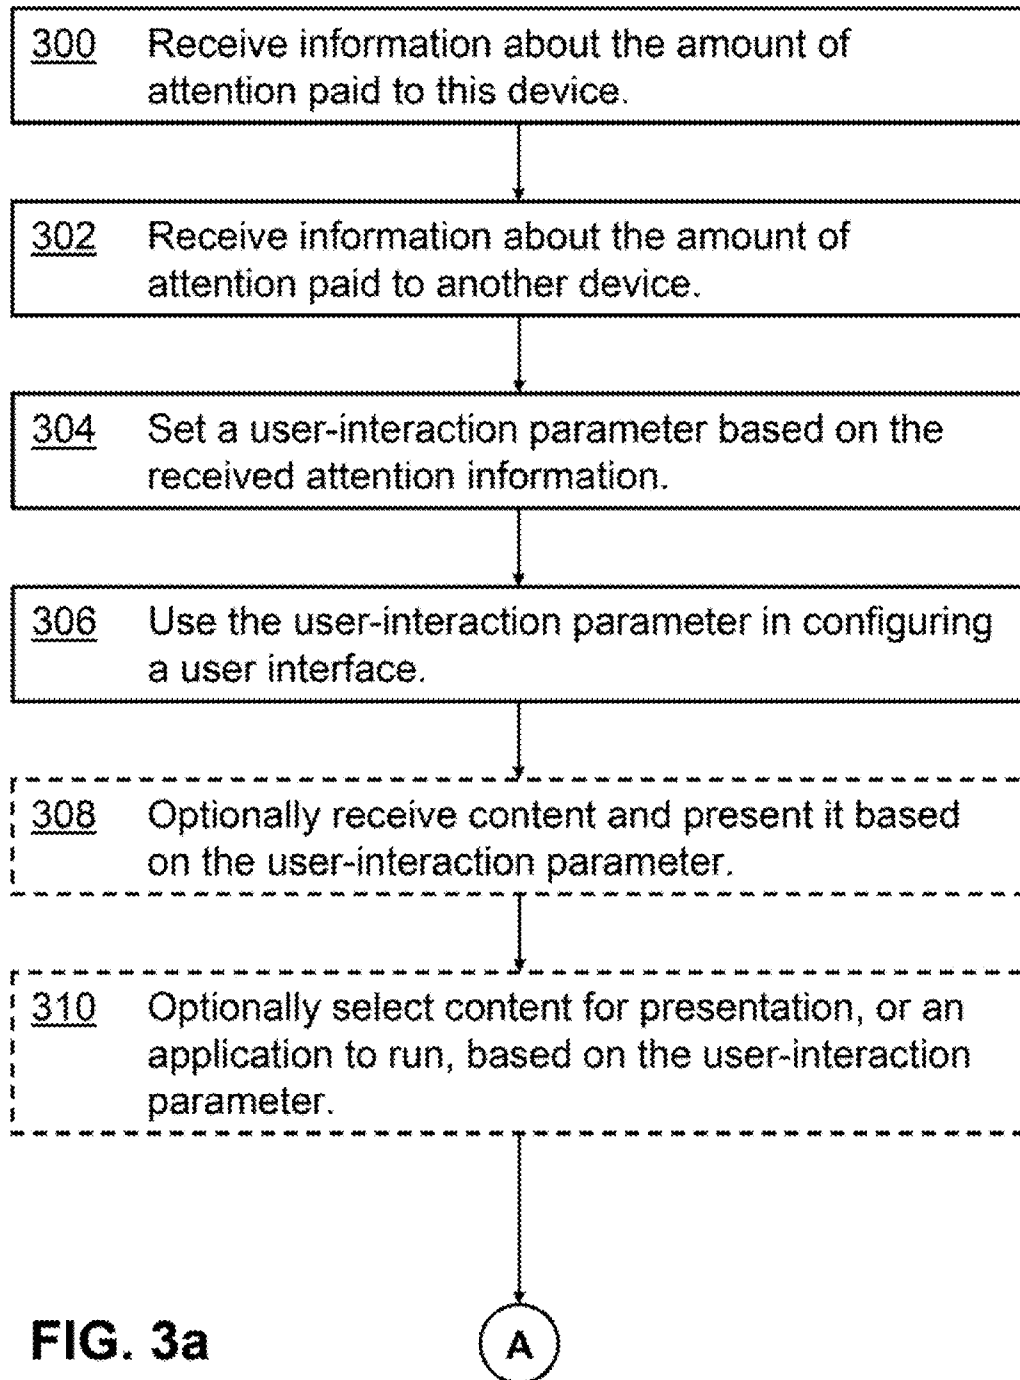 300 Receive information about the amount of
attention paid to this device.
302 Receive information about the amount of
attention paid to another device.
304 Set a user-interaction parameter based on the
received attention information.
306 Use the user-interaction parameter in configuring
a user interface.
308 Optionally receive content and present it based
on the user-interaction parameter.
310 Optionally select content for presentation, or an
application to run, based on the user-interaction
parameter.
FIG. 3a
A